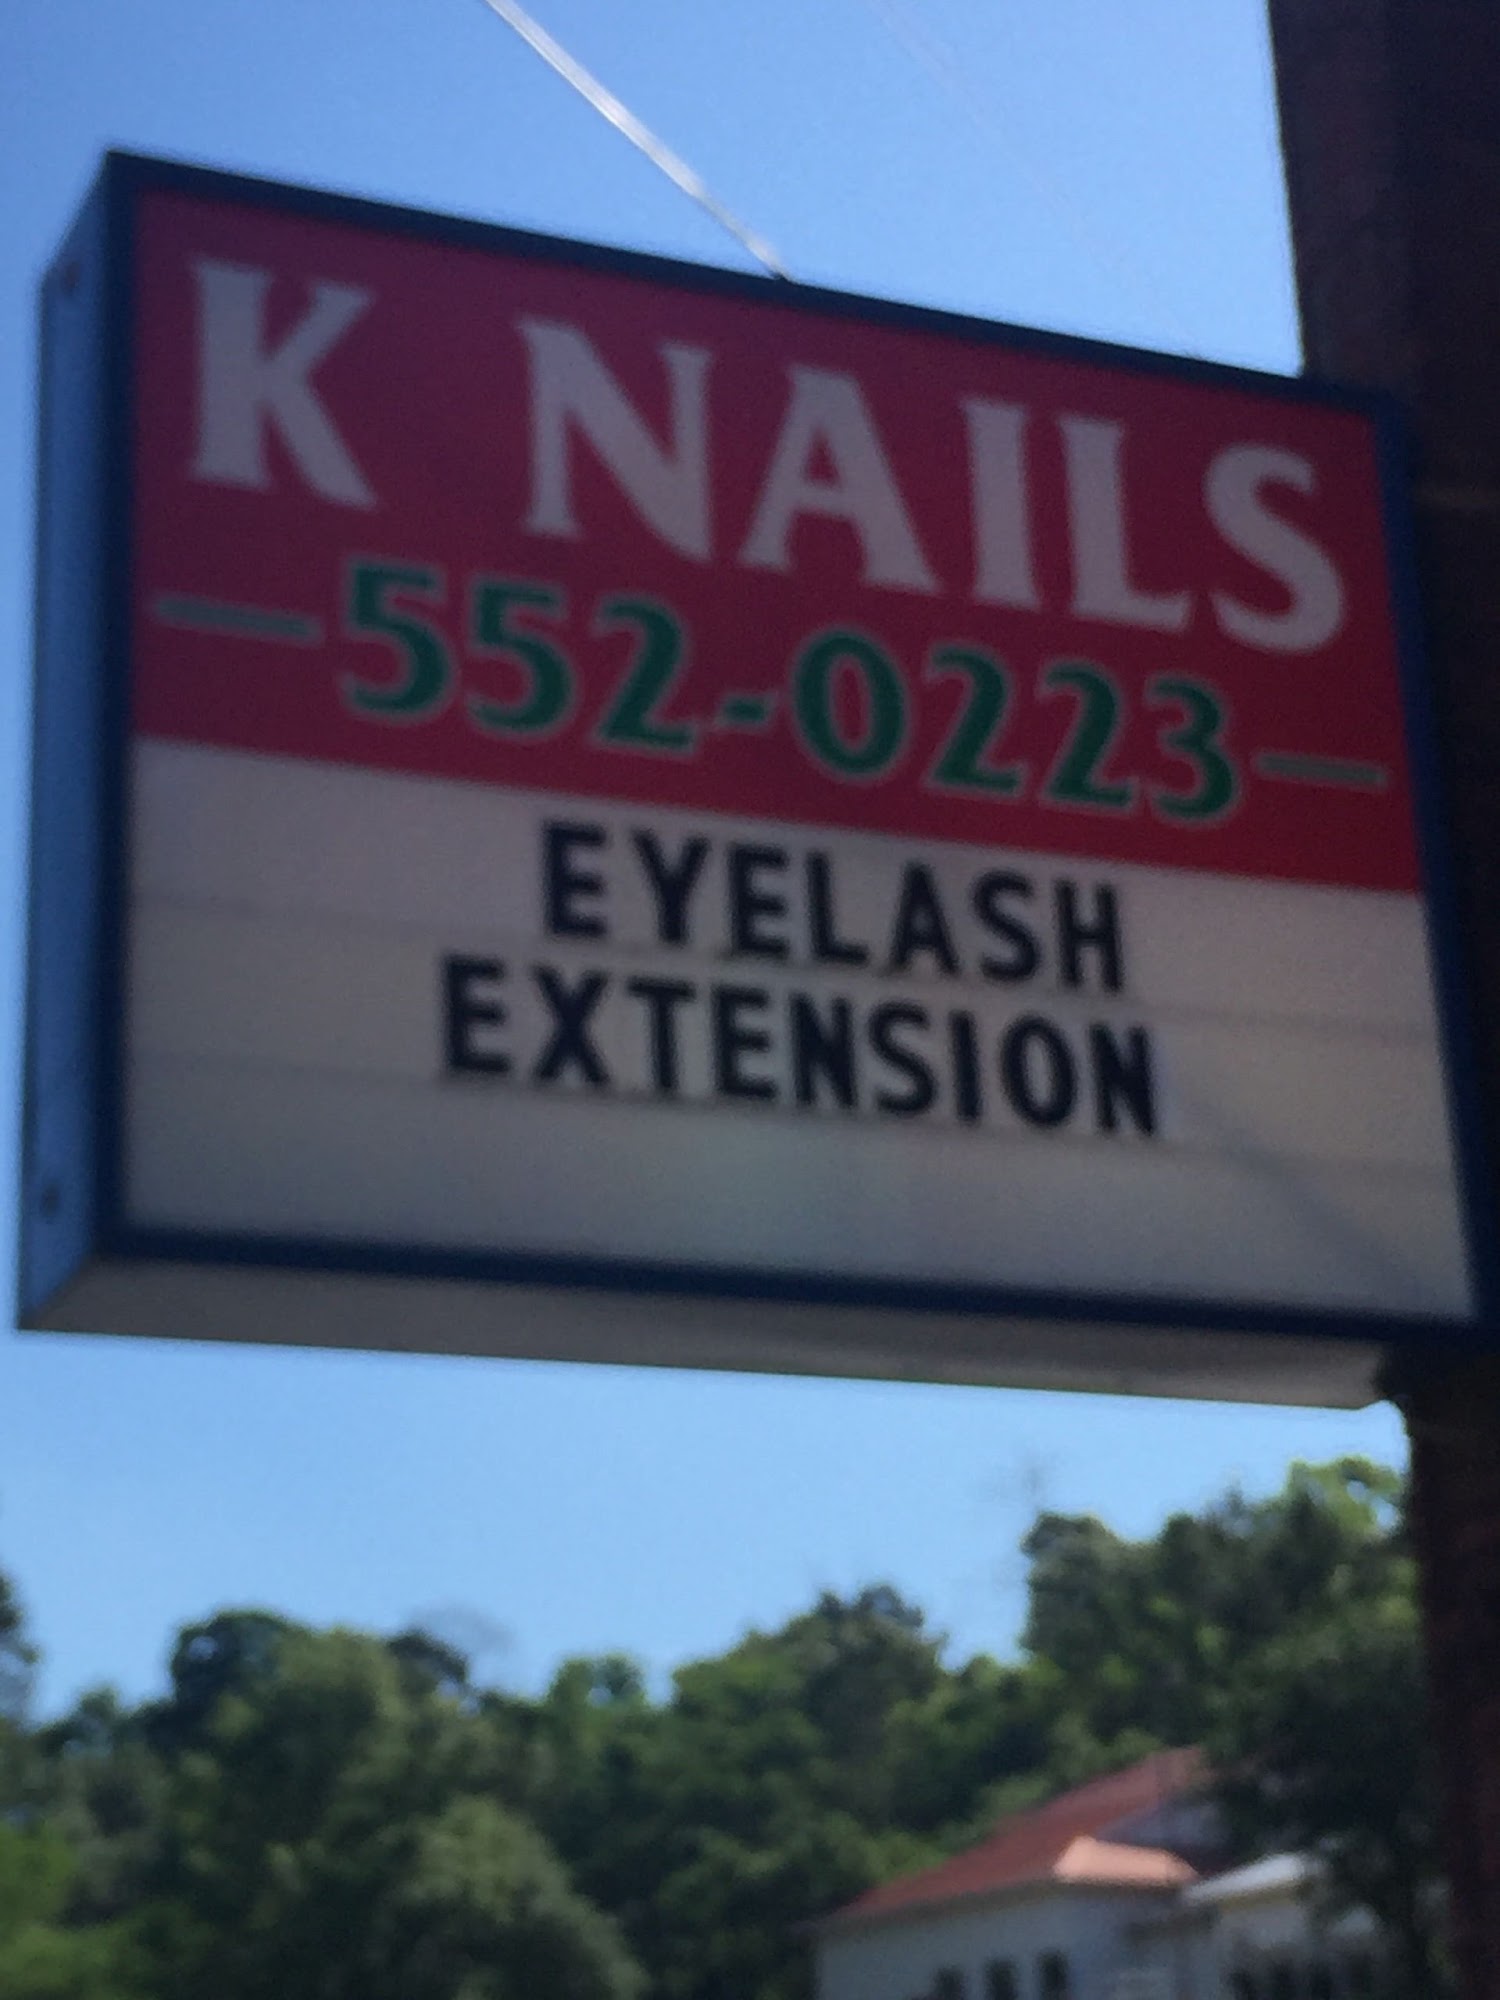 K NAILS
552-0223
EYELASH
EXTENSION